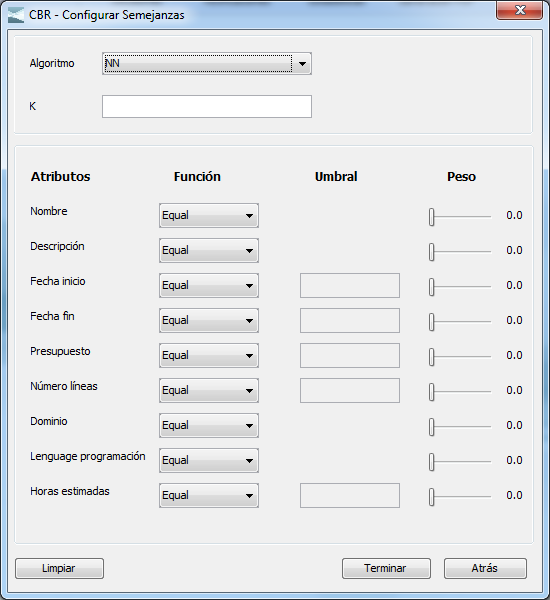 CBR - Configurar Semejanzas
Algoritmo NN
K
Atributos Función Umbral Peso
Nombre Equal 0.0
Descripción Equal 0.0
Fecha inicio Equal 0.0
Fecha fin Equal 0.0
Presupuesto Equal 0.0
Número líneas Equal 0.0
Dominio Equal 0.0
Lenguage programación Equal 0.0
Horas estimadas Equal 0.0
Limpiar Terminar Atrás